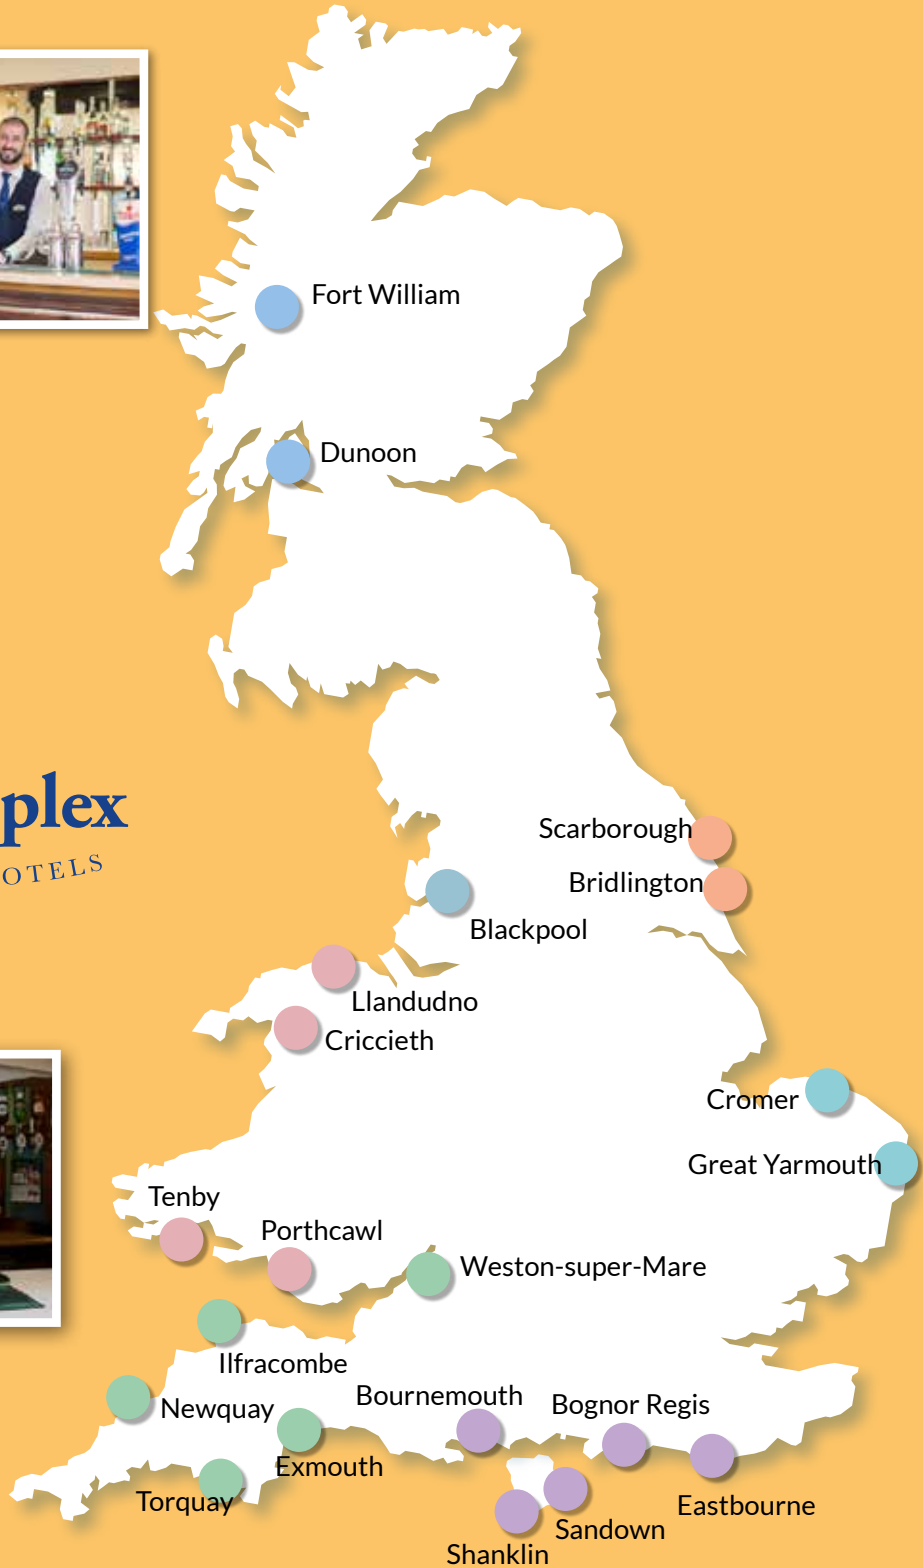 Fort William
Dunoon
plex
OTELS
Scarborough
Bridlington
Blackpool
Llandudno
Criccieth
Cromer
Great Yarmouth
Tenby
Porthcawl
Weston-super-Mare
Ilfracombe
Newquay
Bournemouth
Bognor Regis
Exmouth
Torquay
Eastbourne
Sandown
Shanklin